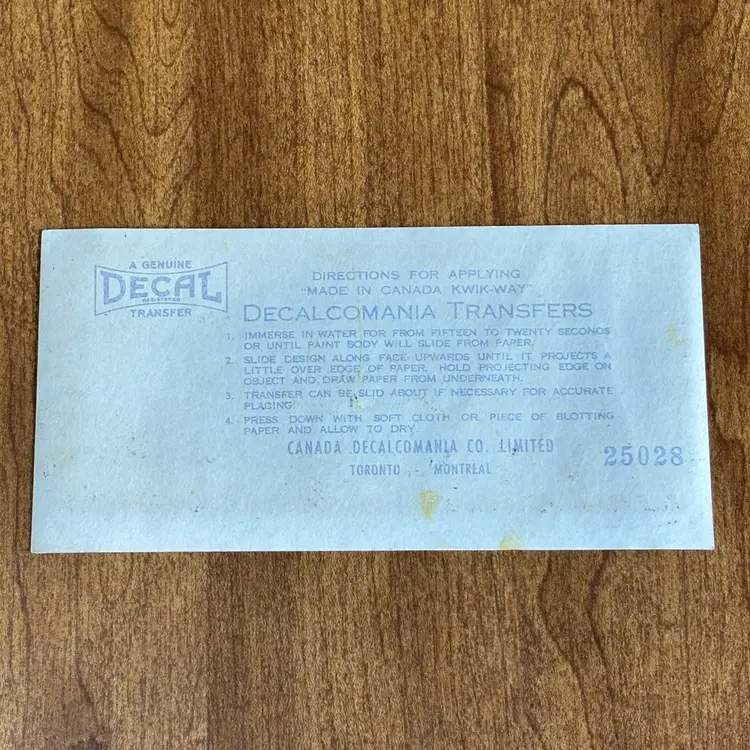 A GENUINE
DECAL
REGISTERED
TRANSFER
DIRECTIONS FOR APPLYING
"MADE IN CANADA KWIK-WAY"
DECALCOMANIA TRANSFERS
1. IMMERSE IN WATER FOR FROM FIFTEEN TO TWENTY SECONDS
OR UNTIL PAINT BODY WILL SLIDE FROM PAPER.
2. SLIDE DESIGN ALONG FACE UPWARDS UNTIL IT PROJECTS A
LITTLE OVER EDGE OF PAPER. HOLD PROJECTING EDGE ON
OBJECT AND DRAW PAPER FROM UNDERNEATH.
3. TRANSFER CAN BE SLID ABOUT IF NECESSARY FOR ACCURATE
PLACING.
4. PRESS DOWN WITH SOFT CLOTH OR PIECE OF BLOTTING
PAPER AND ALLOW TO DRY.
CANADA DECALCOMANIA CO. LIMITED
TORONTO - MONTREAL
25028